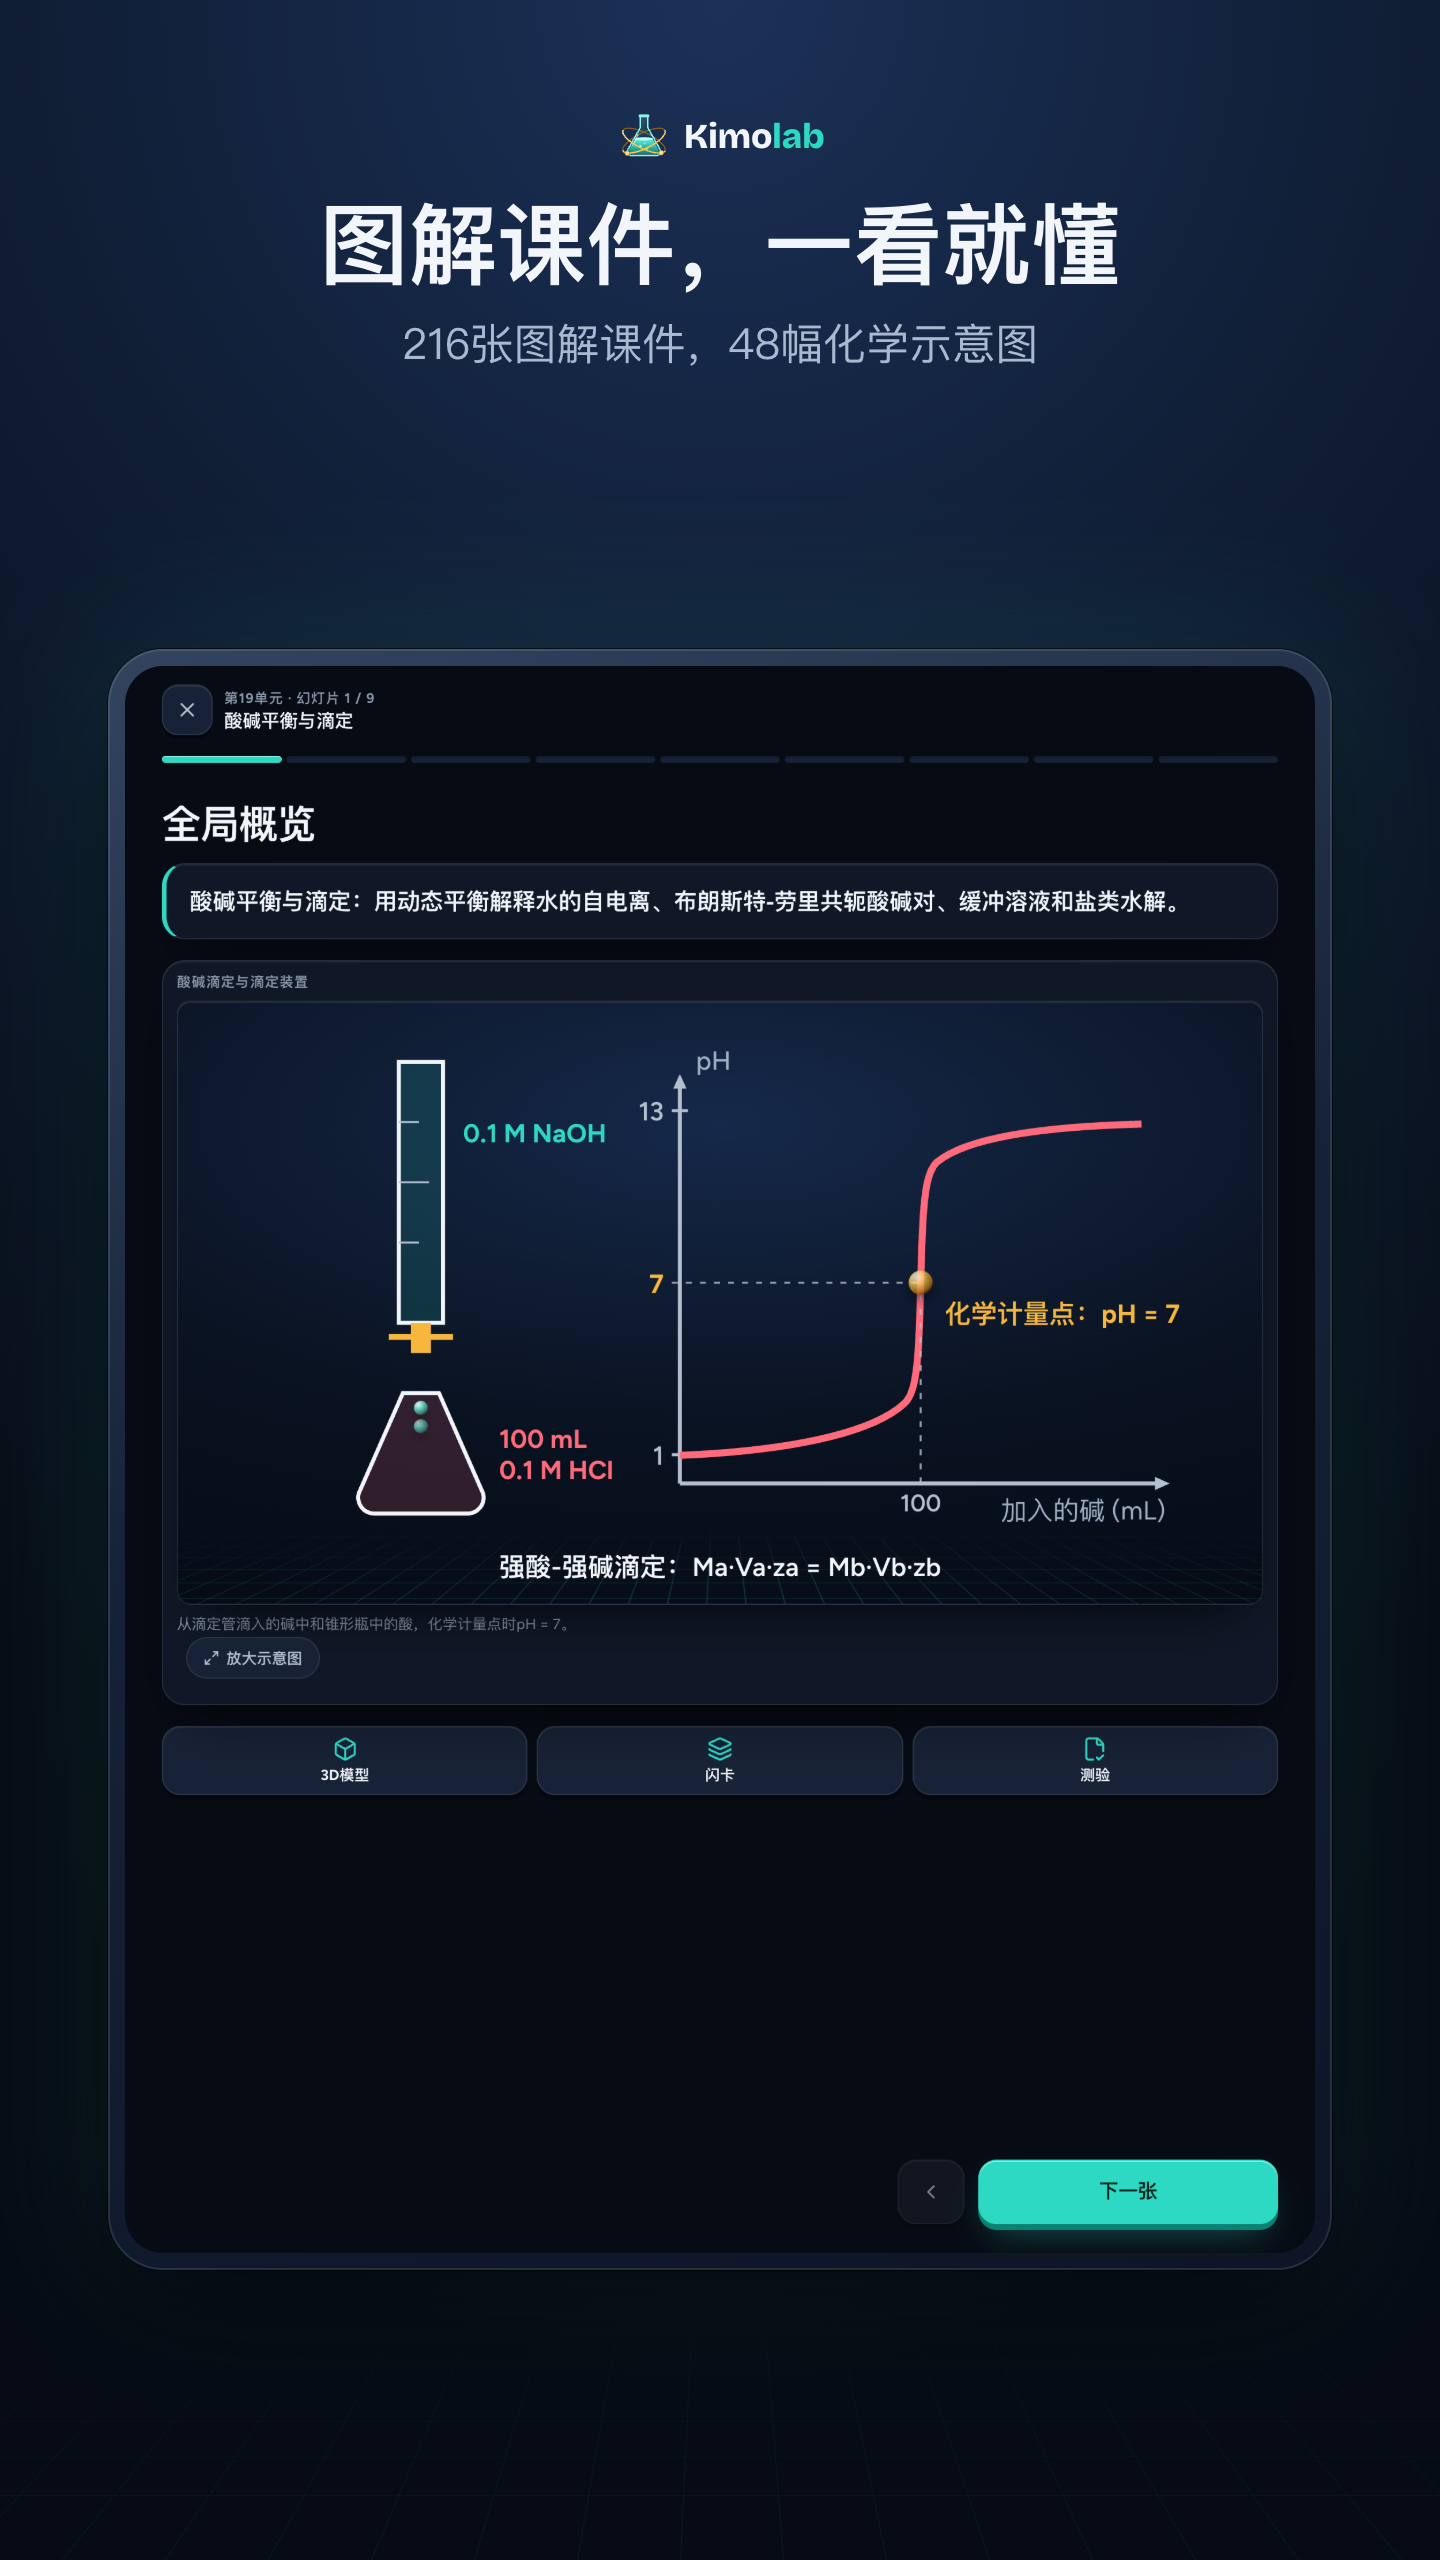 Kimolab
图解课件，一看就懂
216张图解课件，48幅化学示意图
第19单元 · 幻灯片 1 / 9
酸碱平衡与滴定
全局概览
酸碱平衡与滴定：用动态平衡解释水的自电离、布朗斯特-劳里共轭酸碱对、缓冲溶液和盐类水解。
酸碱滴定与滴定装置
pH
13
0.1 M NaOH
7
化学计量点：pH = 7
100 mL
0.1 M HCl
1
100
加入的碱 (mL)
强酸-强碱滴定：Ma·Va·za = Mb·Vb·zb
从滴定管滴入的碱中和锥形瓶中的酸，化学计量点时pH = 7。
放大示意图
3D模型
闪卡
测验
下一张